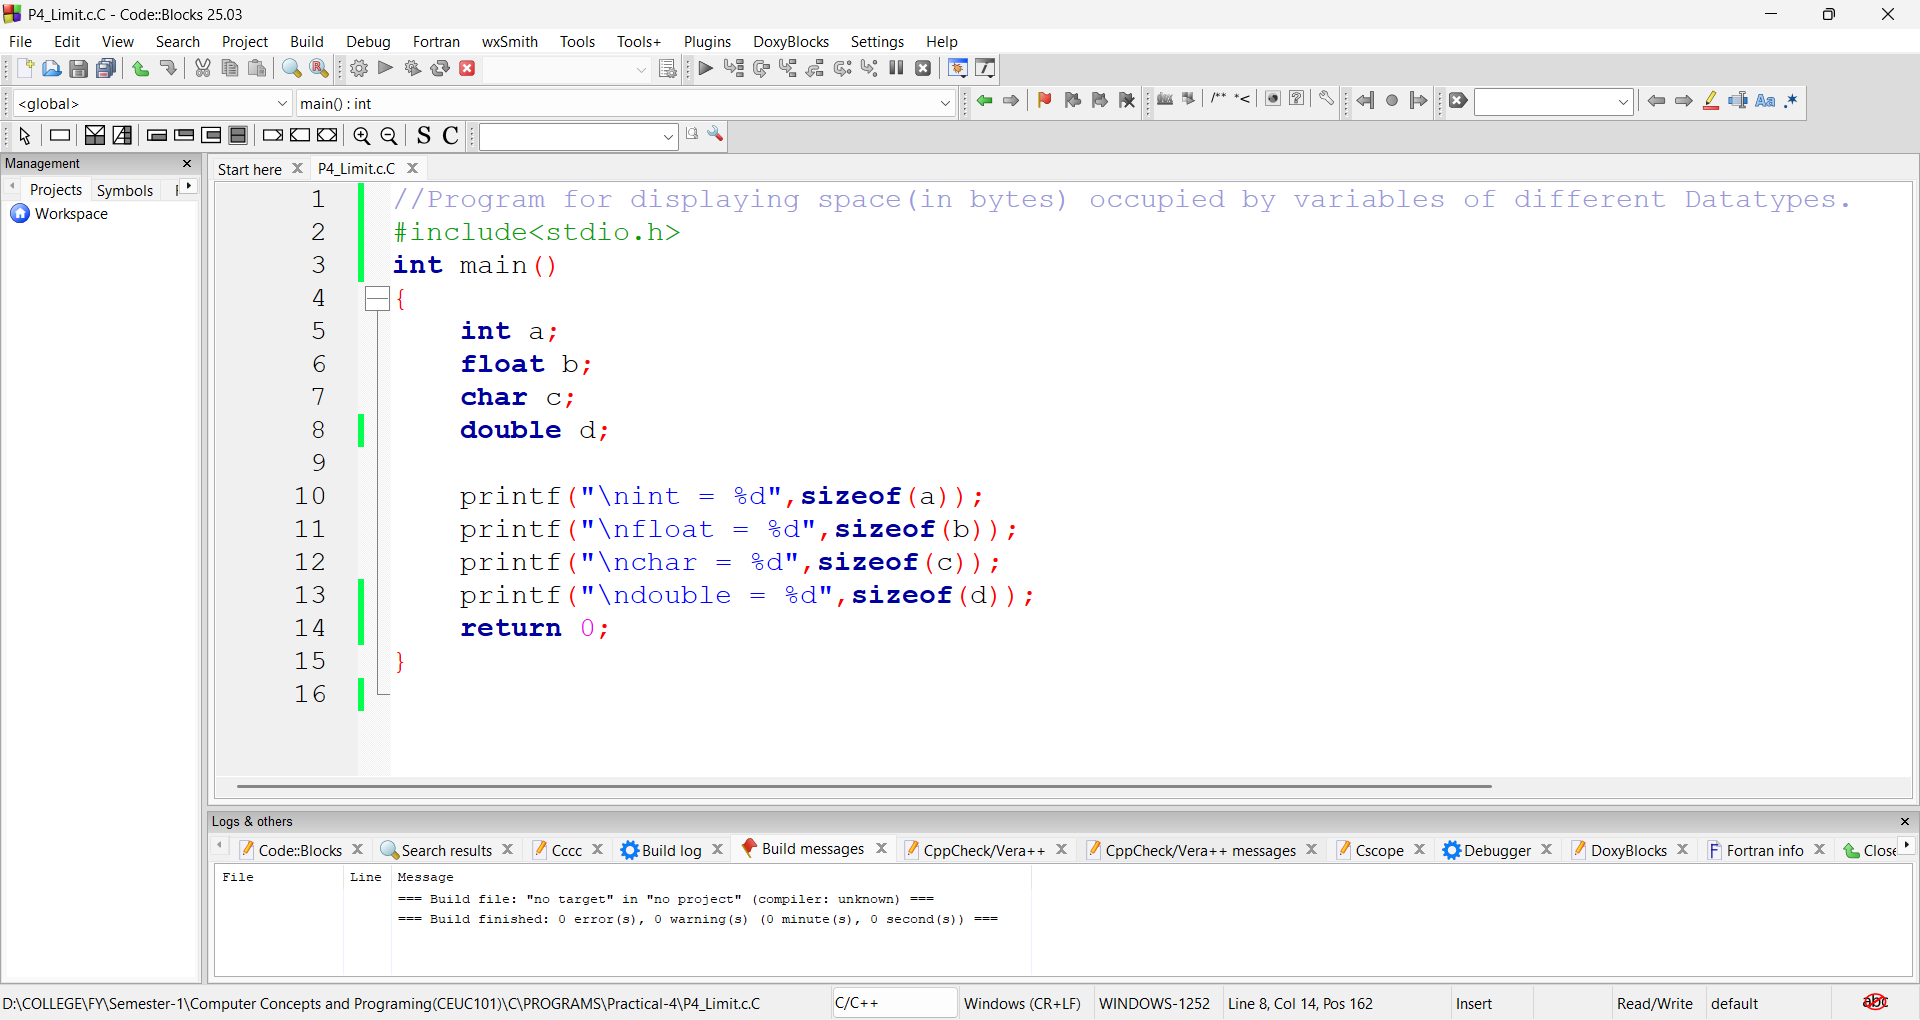 P4_Limit.c.C - Code::Blocks 25.03
File Edit View Search Project Build Debug Fortran wxSmith Tools Tools+ Plugins DoxyBlocks Settings Help
<global> main() : int
/** *<
S C
Aa .*
Management
Projects Symbols
Workspace
Start here P4_Limit.c.C
1 //Program for displaying space(in bytes) occupied by variables of different Datatypes.
2 #include<stdio.h>
3 int main()
4 {
5 int a;
6 float b;
7 char c;
8 double d;
9
10 printf("\nint = %d",sizeof(a));
11 printf("\nfloat = %d",sizeof(b));
12 printf("\nchar = %d",sizeof(c));
13 printf("\ndouble = %d",sizeof(d));
14 return 0;
15 }
16
Logs & others
Code::Blocks Search results Cccc Build log Build messages CppCheck/Vera++ CppCheck/Vera++ messages Cscope Debugger DoxyBlocks Fortran info Close
File Line Message
=== Build file: "no target" in "no project" (compiler: unknown) ===
=== Build finished: 0 error(s), 0 warning(s) (0 minute(s), 0 second(s)) ===
D:\COLLEGE\FY\Semester-1\Computer Concepts and Programing(CEUC101)\C\PROGRAMS\Practical-4\P4_Limit.c.C C/C++ Windows (CR+LF) WINDOWS-1252 Line 8, Col 14, Pos 162 Insert Read/Write default abc